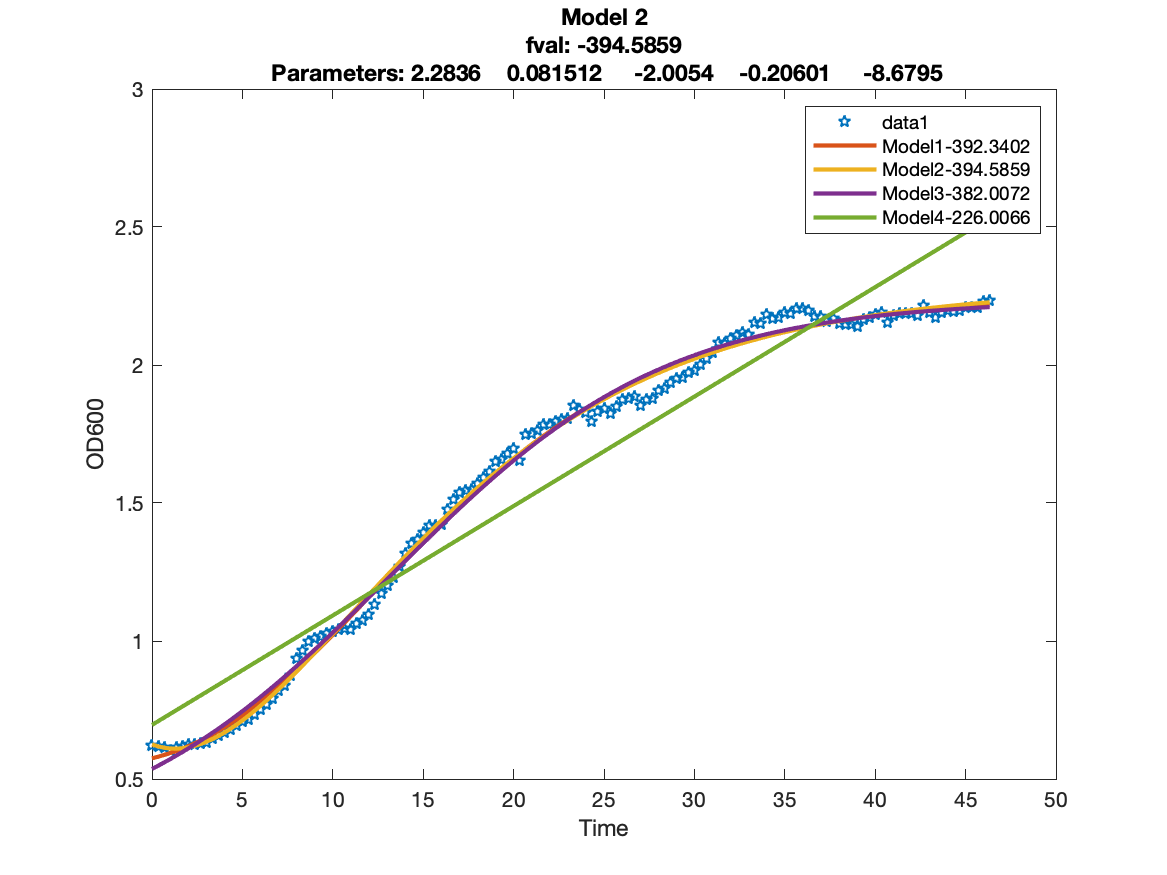 Model 2
fval: -394.5859
Parameters: 2.2836 0.081512 -2.0054 -0.20601 -8.6795
3
2.5
2
1.5
1
0.5
OD600
data1
Model1-392.3402
Model2-394.5859
Model3-382.0072
Model4-226.0066
0 5 10 15 20 25 30 35 40 45 50
Time